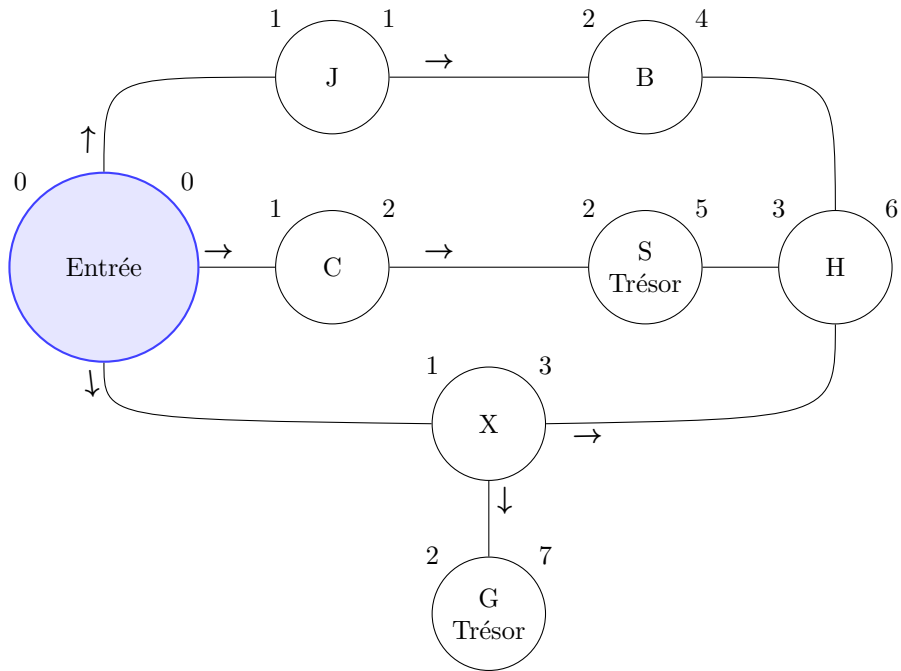 1 1 2 4
J → B
↑
0 0 1 2 2 5 3 6
→ →
Entrée C S H
Trésor
1 3
↓
X
→
↓
2 7
G
Trésor